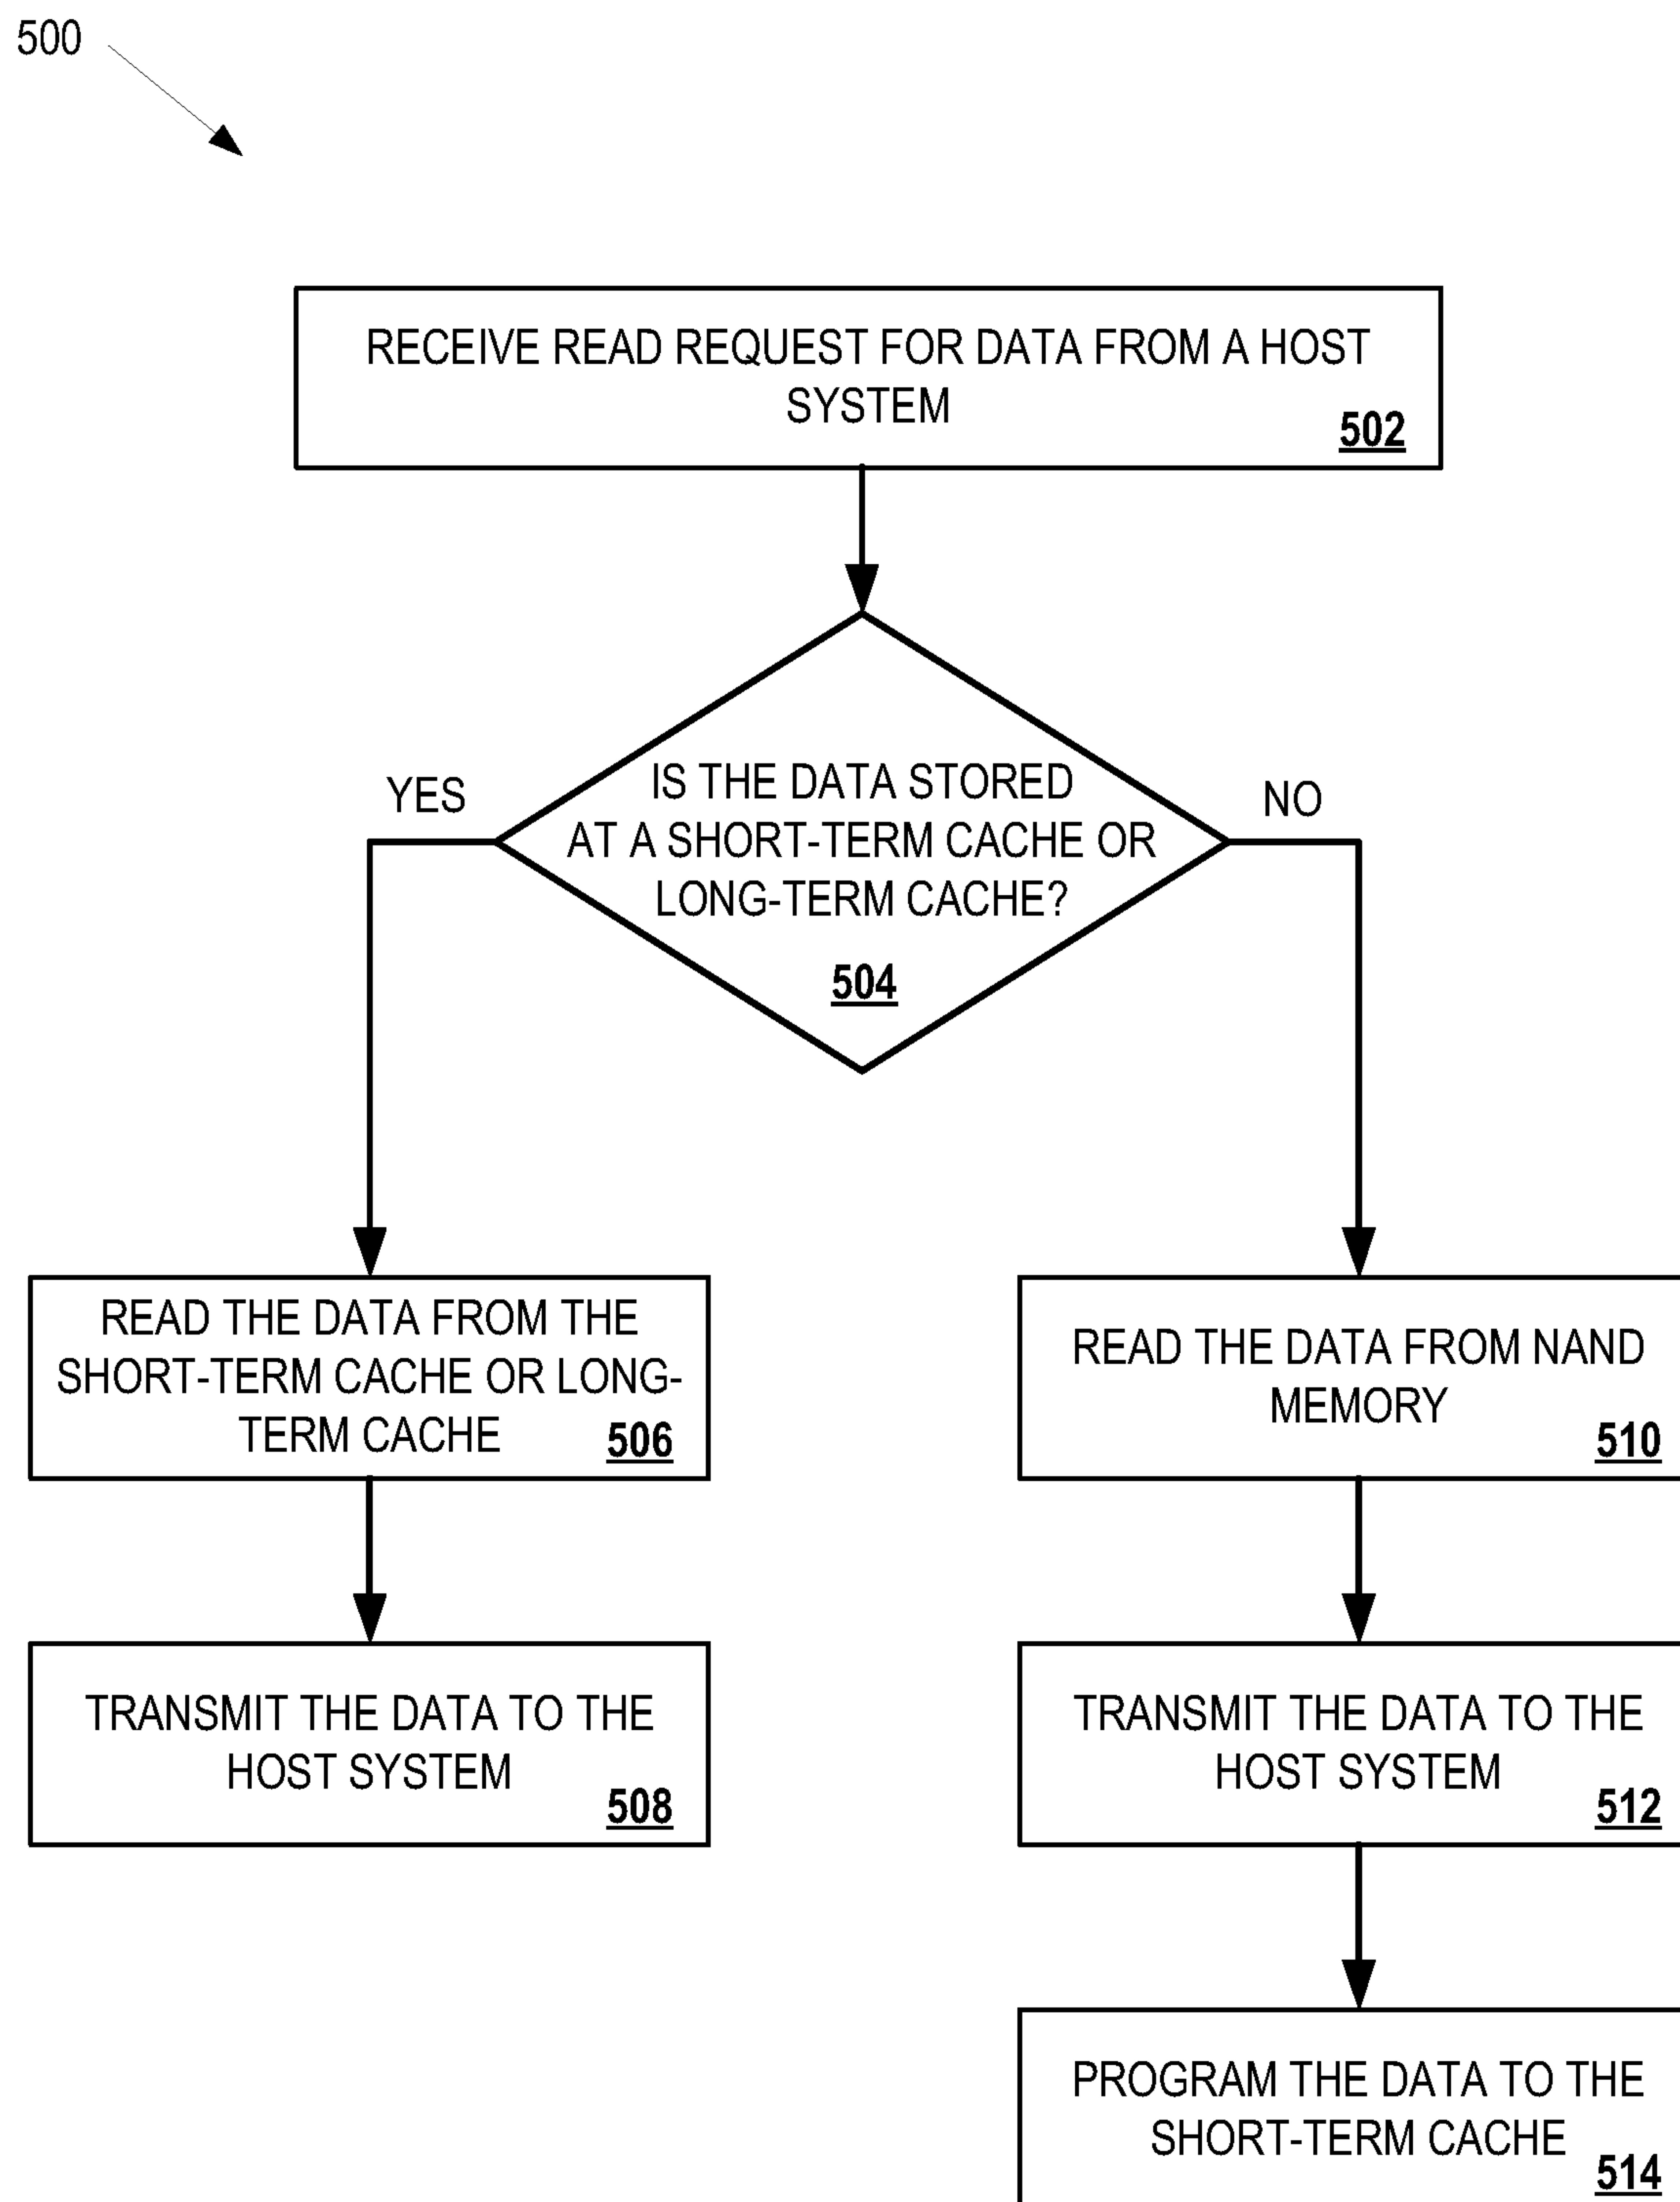 500
RECEIVE READ REQUEST FOR DATA FROM A HOST
SYSTEM
502
YES
IS THE DATA STORED
AT A SHORT-TERM CACHE OR
LONG-TERM CACHE?
504
NO
READ THE DATA FROM THE
SHORT-TERM CACHE OR LONG-
TERM CACHE
506
READ THE DATA FROM NAND
MEMORY
510
TRANSMIT THE DATA TO THE
HOST SYSTEM
508
TRANSMIT THE DATA TO THE
HOST SYSTEM
512
PROGRAM THE DATA TO THE
SHORT-TERM CACHE
514